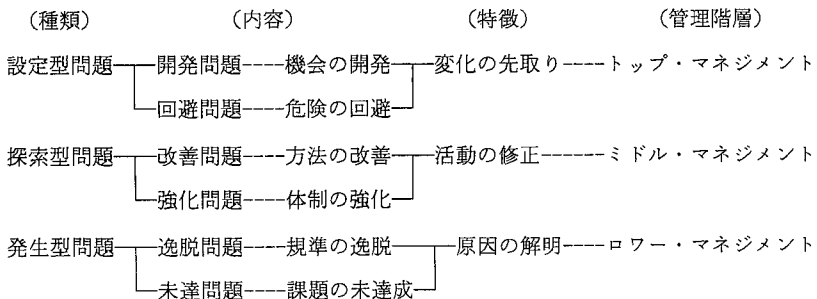 （種類） （内容） （特徴） （管理階層）
設定型問題 開発問題 機会の開発 変化の先取り トップ・マネジメント
回避問題 危険の回避
探索型問題 改善問題 方法の改善 活動の修正 ミドル・マネジメント
強化問題 体制の強化
発生型問題 逸脱問題 規準の逸脱 原因の解明 ロワー・マネジメント
未達問題 課題の未達成